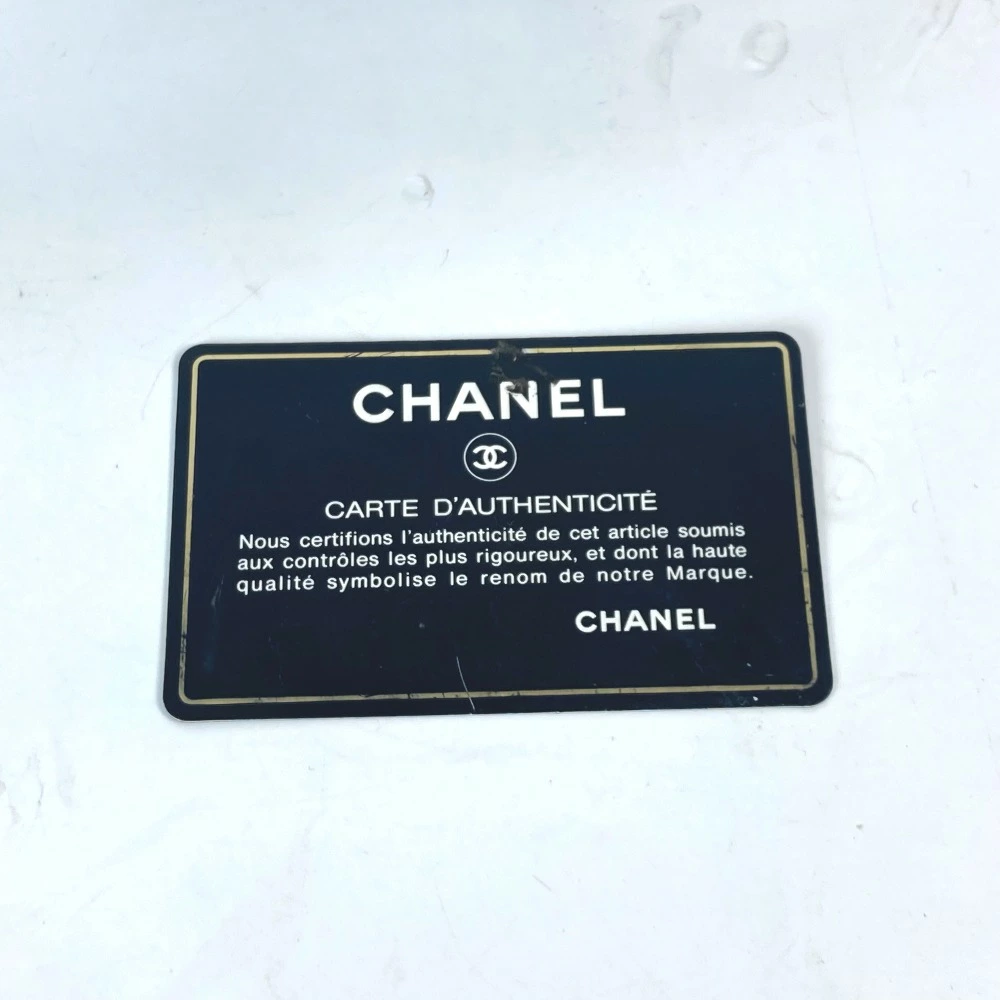 CHANEL
CARTE D'AUTHENTICITÉ
Nous certifions l'authenticité de cet article soumis
aux contrôles les plus rigoureux, et dont la haute
qualité symbolise le renom de notre Marque.
CHANEL